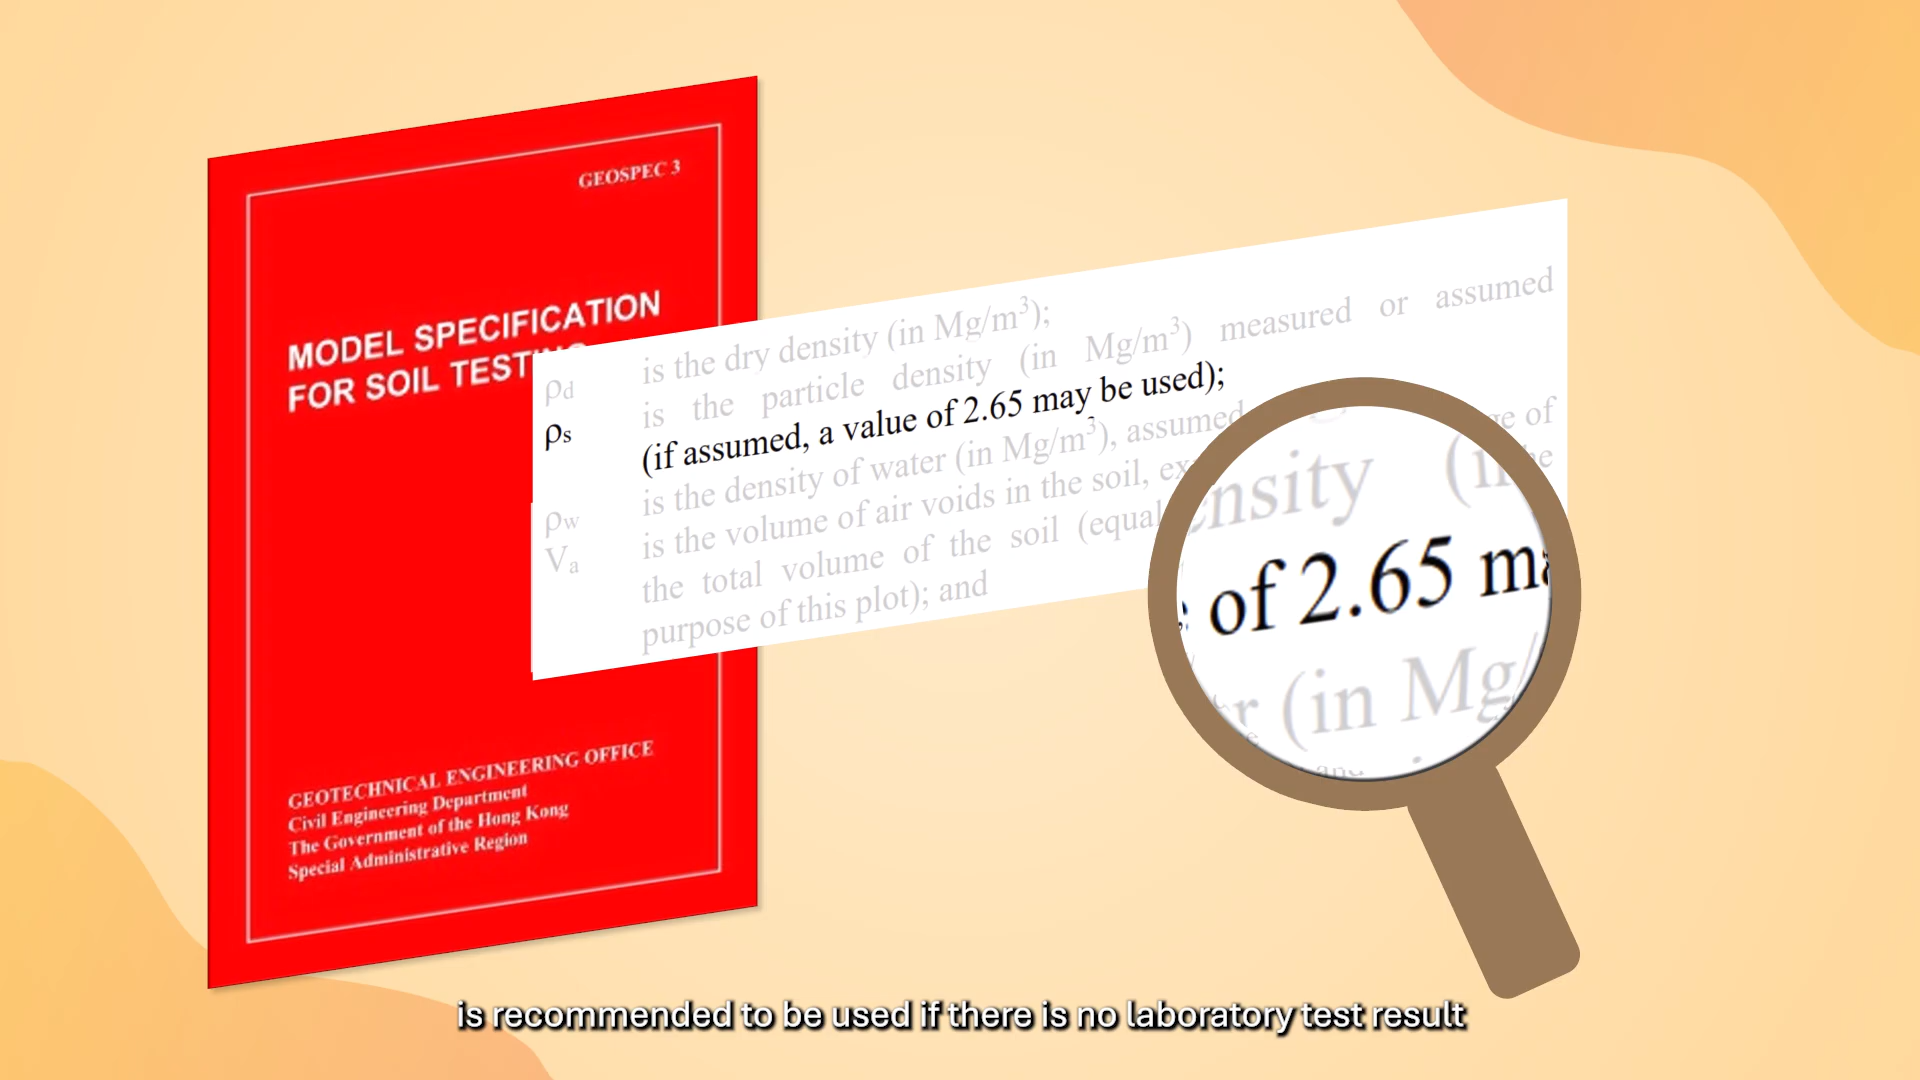 GEOSPEC 3
MODEL SPECIFICATION
FOR SOIL TEST
GEOTECHNICAL ENGINEERING OFFICE
Civil Engineering Department
The Government of the Hong Kong
Special Administrative Region
ρd is the dry density (in Mg/m³);
ρs is the particle density (in Mg/m³) measured or assumed
(if assumed, a value of 2.65 may be used);
ρw is the density of water (in Mg/m³), assumed
Va is the volume of air voids in the soil, ex ge of
the total volume of the soil (equal
purpose of this plot); and
ensity (in
of 2.65 ma
r (in Mg/
is recommended to be used if there is no laboratory test result